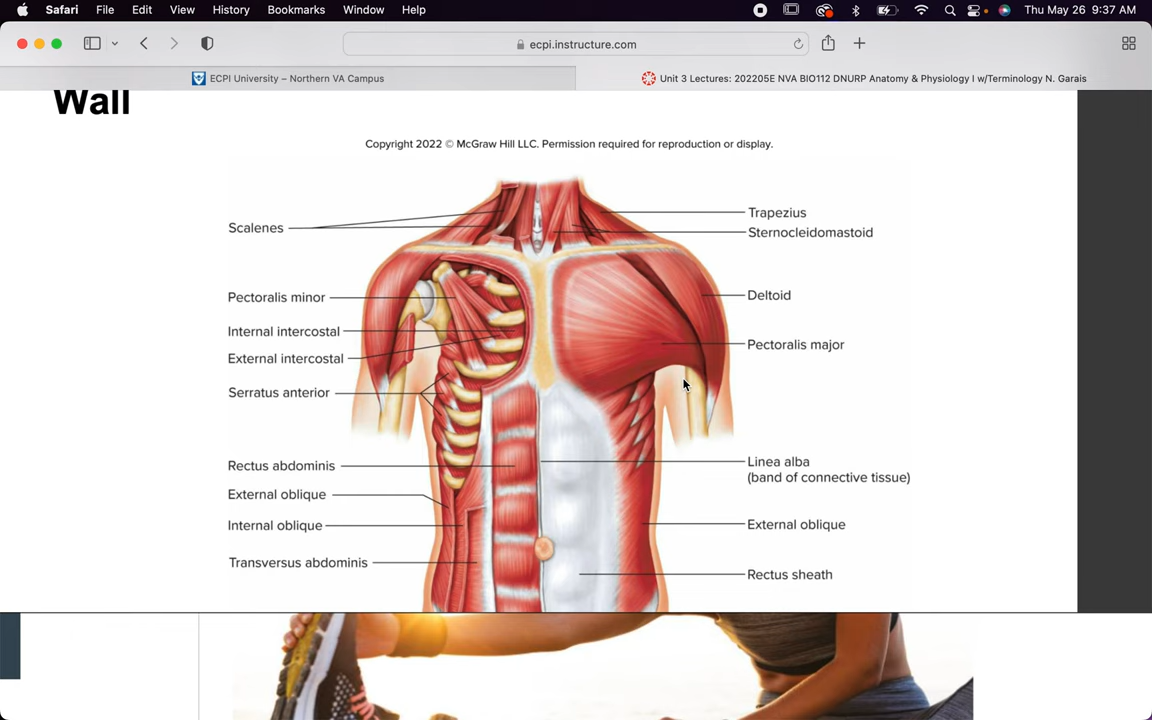 Safari File Edit View History Bookmarks Window Help Thu May 26 9:37 AM
ecpi.instructure.com
ECPI University – Northern VA Campus
Unit 3 Lectures: 202205E NVA BIO112 DNURP Anatomy & Physiology I w/Terminology N. Garais
Wall
Copyright 2022 © McGraw Hill LLC. Permission required for reproduction or display.
Scalenes
Pectoralis minor
Internal intercostal
External intercostal
Serratus anterior
Rectus abdominis
External oblique
Internal oblique
Transversus abdominis
Trapezius
Sternocleidomastoid
Deltoid
Pectoralis major
Linea alba
(band of connective tissue)
External oblique
Rectus sheath